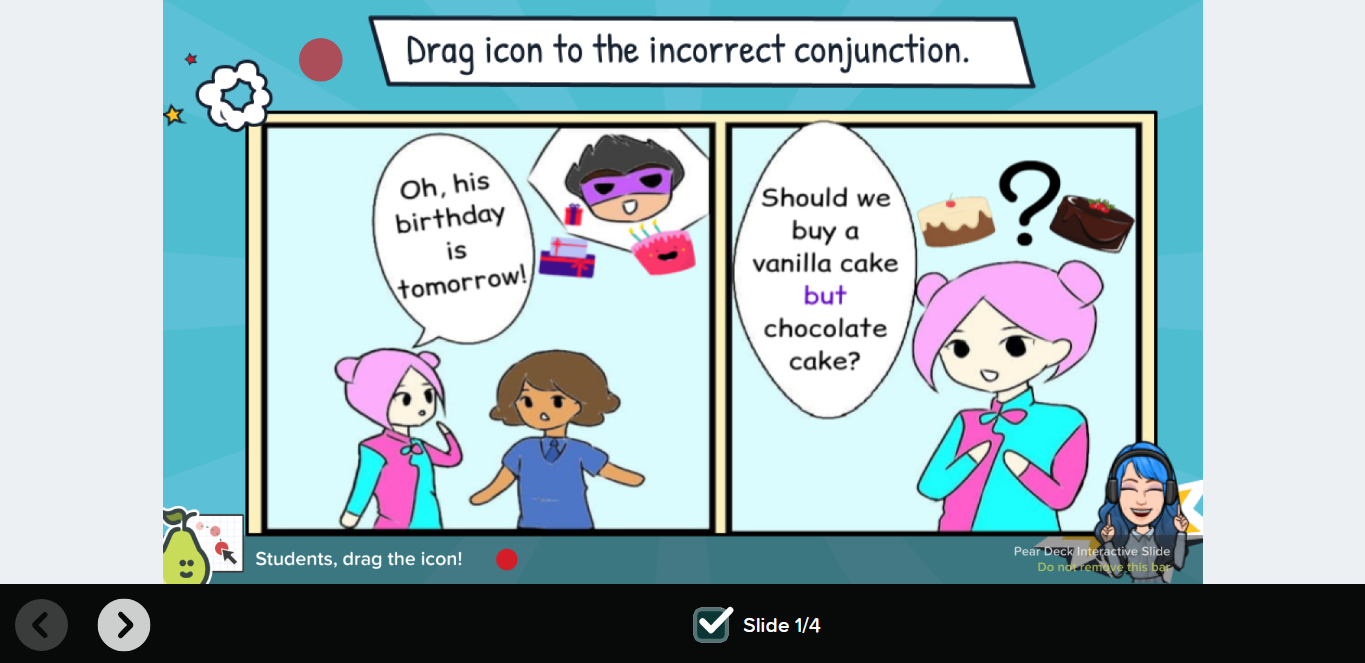 Drag icon to the incorrect conjunction.
Oh, his
birthday
is
tomorrow!
Should we
buy a
vanilla cake
but
chocolate
cake?
Students, drag the icon!
Pear Deck Interactive Slide
Do not remove this bar
Slide 1/4